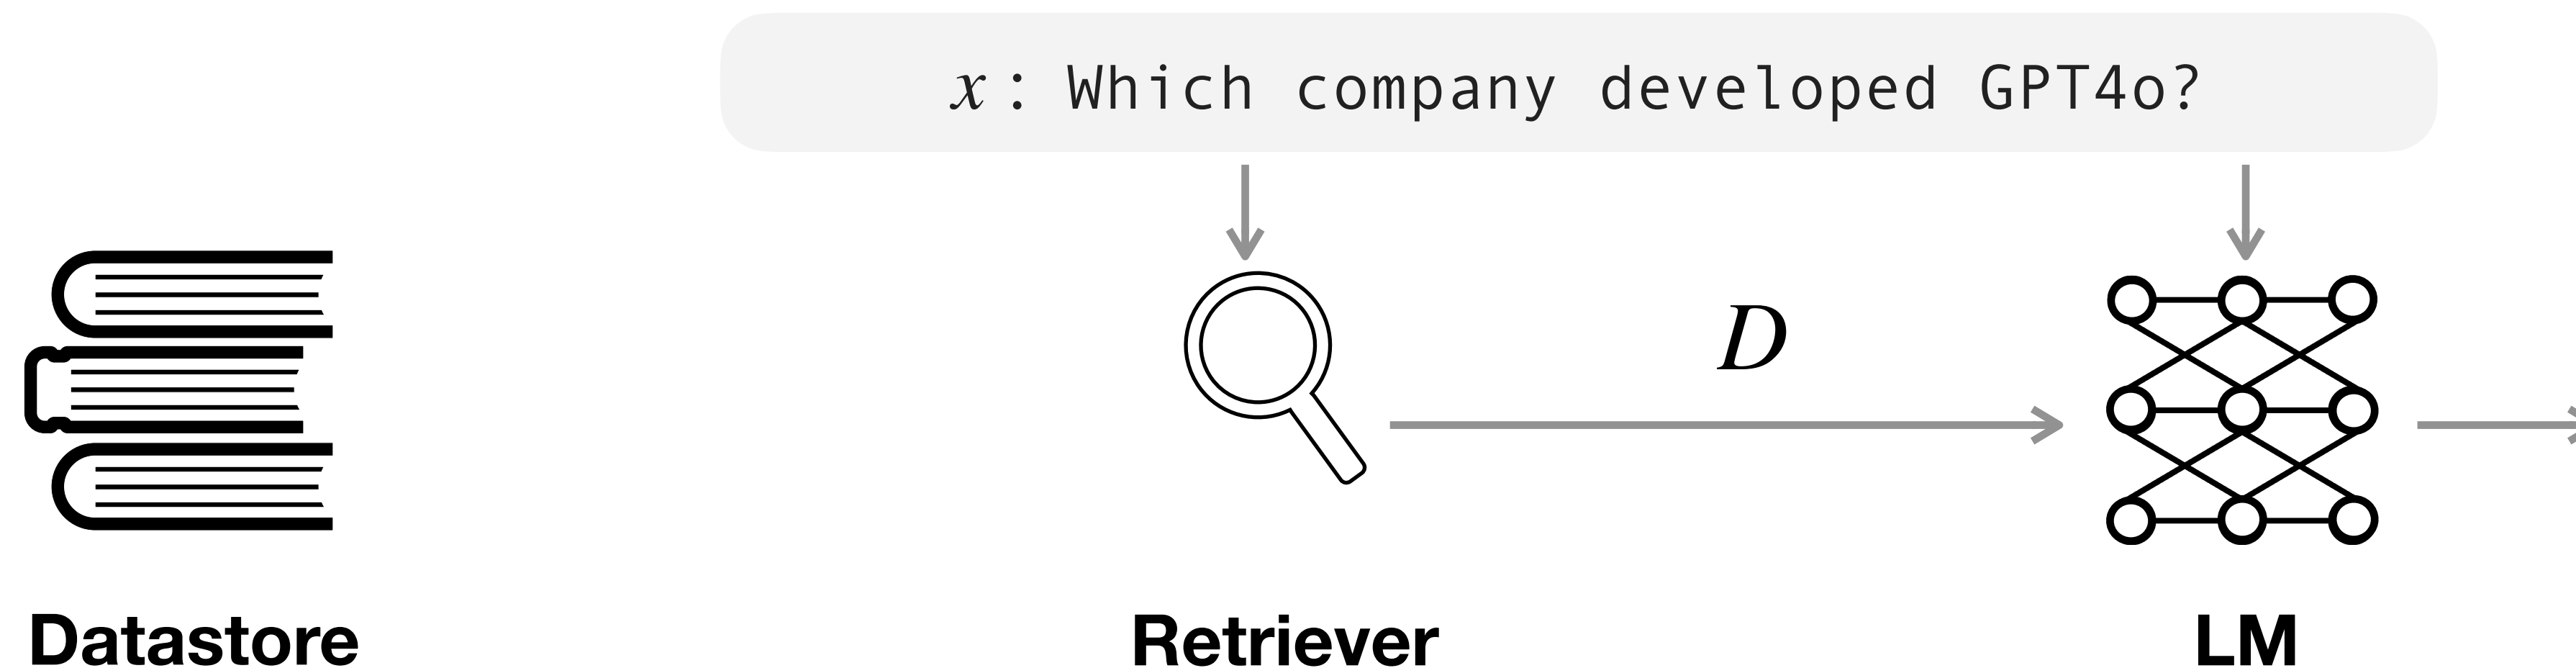 x: Which company developed GPT4o?
D
Datastore
Retriever
LM